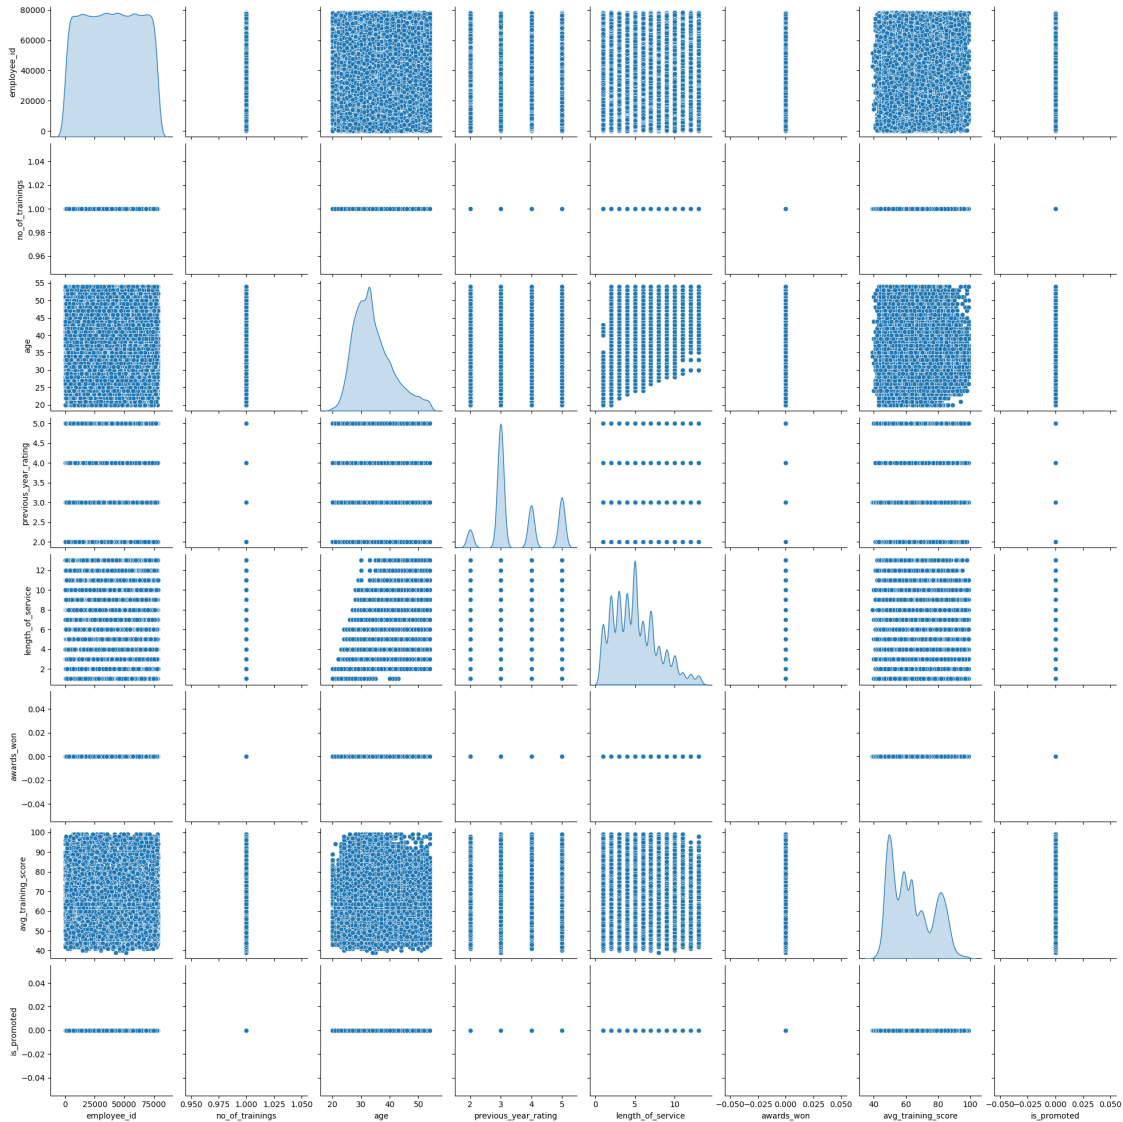 80000
60000
40000
20000
0
employee_id
1.04
1.02
1.00
0.98
0.96
no_of_trainings
55
50
45
40
35
30
25
20
age
5.0
4.5
4.0
3.5
3.0
2.5
2.0
previous_year_rating
12
10
8
6
4
2
length_of_service
0.04
0.02
0.00
−0.02
−0.04
awards_won
100
90
80
70
60
50
40
avg_training_score
0.04
0.02
0.00
−0.02
−0.04
is_promoted
0 25000 50000 75000
employee_id
0.950 0.975 1.000 1.025 1.050
no_of_trainings
20 30 40 50
age
2 3 4 5
previous_year_rating
0 5 10
length_of_service
−0.050 −0.025 0.000 0.025 0.050
awards_won
40 60 80 100
avg_training_score
−0.050 −0.025 0.000 0.025 0.050
is_promoted